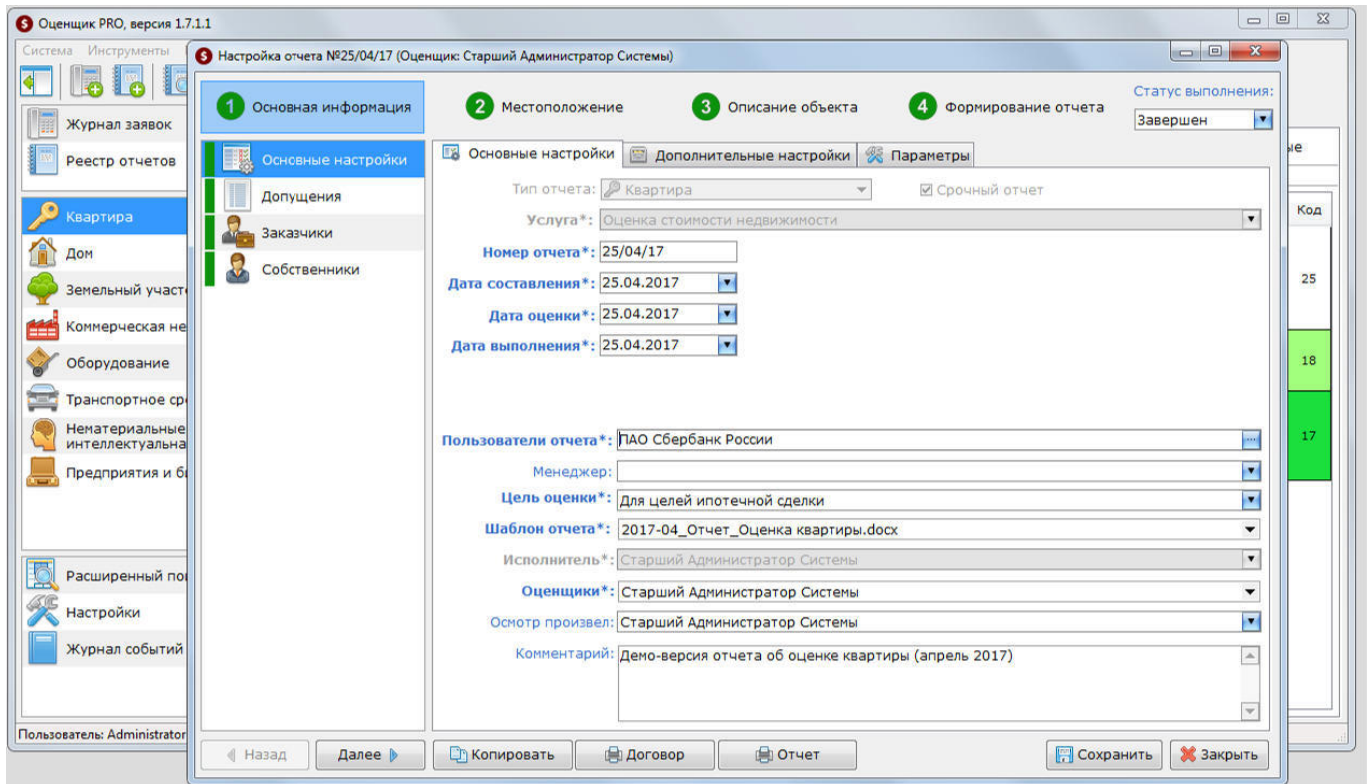 Оценщик PRO, версия 1.7.1.1
Система Инструменты
Журнал заявок
Реестр отчетов
Квартира
Дом
Земельный
Коммерческая
Оборудование
Транспортное
Нематериальные
Предприятия и
Расширенный
Настройки
Журнал событий
Пользователь: Administrator
Настройка отчета №25/04/17 (Оценщик: Старший Администратор Системы)
1 Основная информация
2 Местоположение
3 Описание объекта
4 Формирование отчета
Статус выполнения:
Завершен
Основные настройки
Допущения
Заказчики
Собственники
Основные настройки
Дополнительные настройки
Параметры
Тип отчета: Квартира
Срочный отчет
Услуга*: Оценка стоимости недвижимости
Номер отчета*: 25/04/17
Дата составления*: 25.04.2017
Дата оценки*: 25.04.2017
Дата выполнения*: 25.04.2017
Пользователи отчета*: ПАО Сбербанк России
Менеджер:
Цель оценки*: Для целей ипотечной сделки
Шаблон отчета*: 2017-04_Отчет_Оценка квартиры.docx
Исполнитель*: Старший Администратор Системы
Оценщики*: Старший Администратор Системы
Осмотр произвел: Старший Администратор Системы
Комментарий: Демо-версия отчета об оценке квартиры (апрель 2017)
Назад
Далее
Копировать
Договор
Отчет
Сохранить
Закрыть
Код
25
18
17